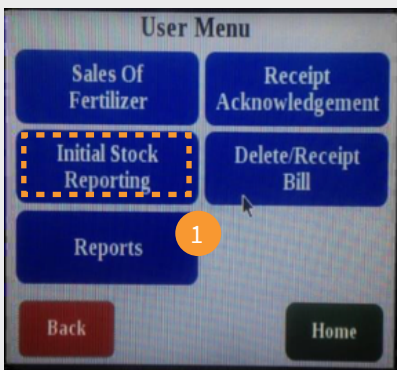 User Menu
Sales Of
Fertilizer
Receipt
Acknowledgement
Initial Stock
Reporting
Delete/Receipt
Bill
Reports
1
Back
Home